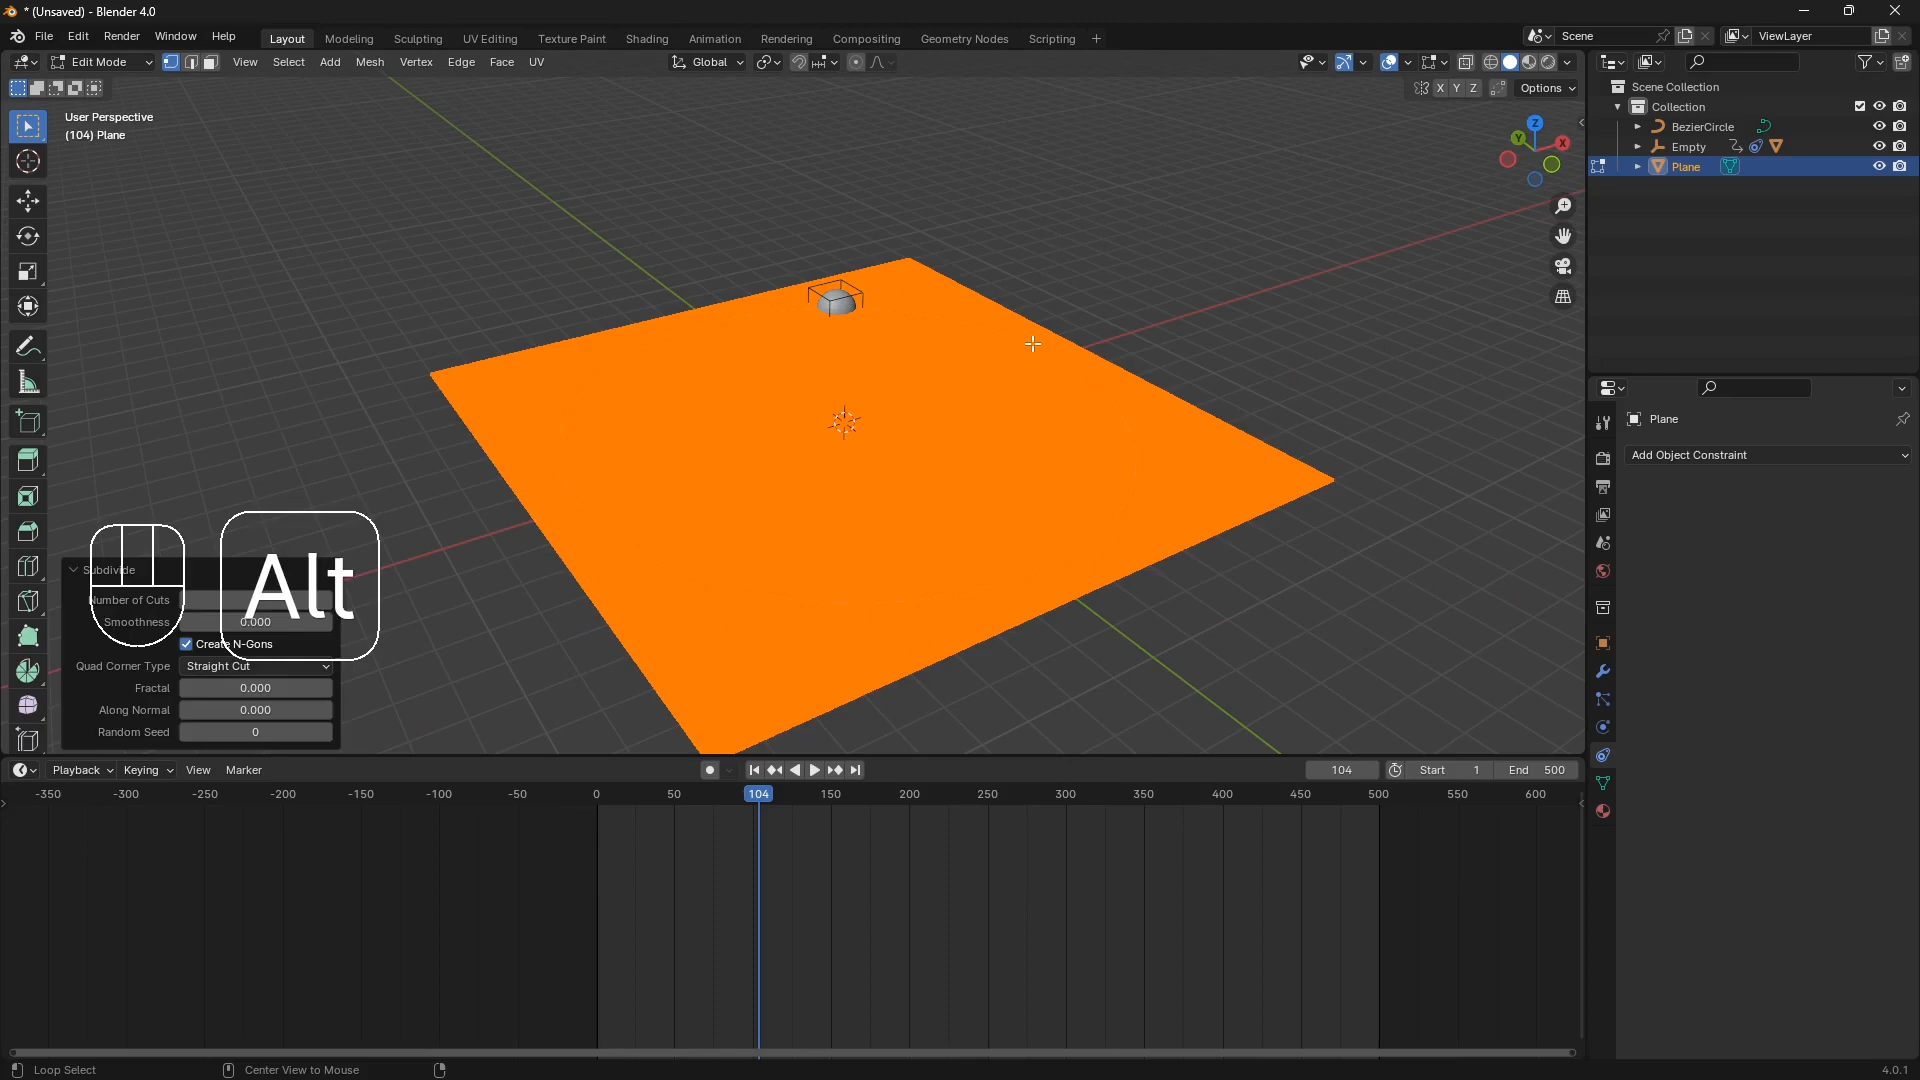 * (Unsaved) - Blender 4.0
File Edit Render Window Help
Layout Modeling Sculpting UV Editing Texture Paint Shading Animation Rendering Compositing Geometry Nodes Scripting +
Scene
ViewLayer
Edit Mode View Select Add Mesh Vertex Edge Face UV
Global
X Y Z Options
User Perspective
(104) Plane
Z
Y
X
Scene Collection
Collection
BezierCircle
Empty
Plane
Plane
Add Object Constraint
Alt
Subdivide
Number of Cuts
Smoothness 0.000
Create N-Gons
Quad Corner Type Straight Cut
Fractal 0.000
Along Normal 0.000
Random Seed 0
Playback Keying View Marker
104 Start 1 End 500
-350 -300 -250 -200 -150 -100 -50 0 50 104 150 200 250 300 350 400 450 500 550 600
Loop Select Center View to Mouse
4.0.1